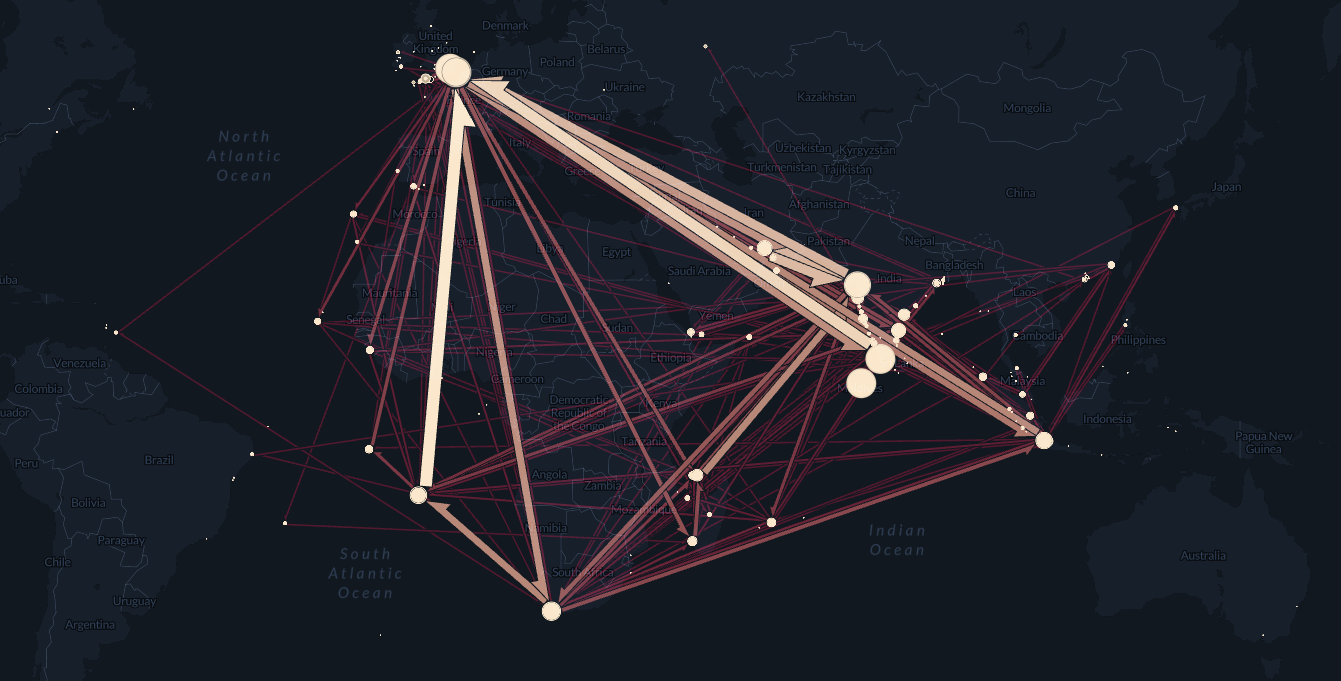 Denmark
United
Kingdom
Belarus
Poland
Germany
Ukraine
Kazakhstan
Mongolia
Romania
North
Atlantic
Ocean
Italy
Spain
Uzbekistan
Kyrgyzstan
Turkmenistan
Tajikistan
China
Japan
Tunisia
Morocco
Afghanistan
Iran
Pakistan
Nepal
Libya
Egypt
Saudi Arabia
India
Bangladesh
Mauritania
Laos
Senegal
Chad
Sudan
Yemen
Cambodia
Philippines
Nigeria
Ethiopia
Venezuela
Cameroon
Malaysia
Colombia
Democratic
Republic of
the Congo
Kenya
Indonesia
Tanzania
Papua New
Guinea
Peru
Brazil
Angola
Zambia
Bolivia
Mozambique
Namibia
Paraguay
South
Atlantic
Ocean
Indian
Ocean
Chile
Australia
South Africa
Uruguay
Argentina